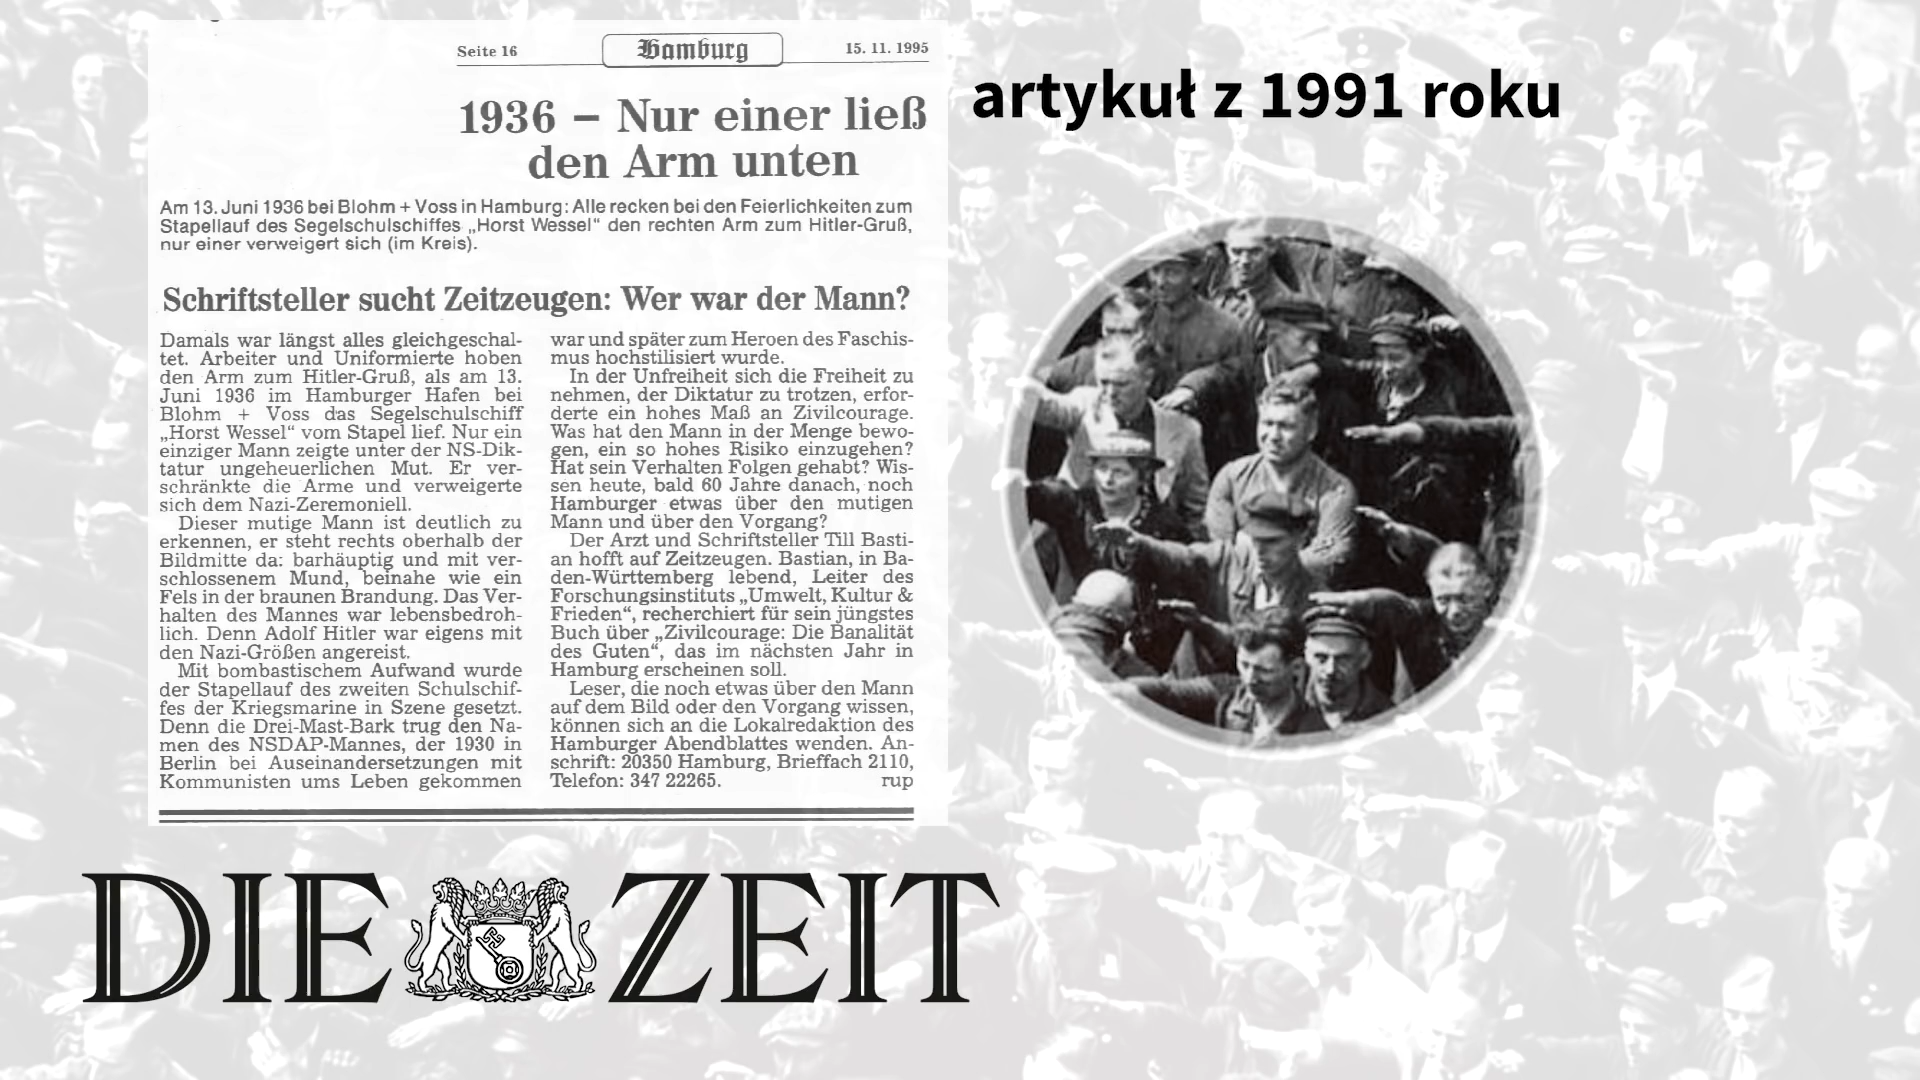 Seite 16
Hamburg
15. 11. 1995
1936 – Nur einer ließ
den Arm unten
Am 13. Juni 1936 bei Blohm + Voss in Hamburg: Alle recken bei den Feierlichkeiten zum
Stapellauf des Segelschulschiffes „Horst Wessel“ den rechten Arm zum Hitler-Gruß,
nur einer verweigert sich (im Kreis).
Schriftsteller sucht Zeitzeugen: Wer war der Mann?
Damals war längst alles gleichgeschal-
tet. Arbeiter und Uniformierte hoben
den Arm zum Hitler-Gruß, als am 13.
Juni 1936 im Hamburger Hafen bei
Blohm + Voss das Segelschulschiff
„Horst Wessel“ vom Stapel lief. Nur ein
einziger Mann zeigte unter der NS-Dik-
tatur ungeheuerlichen Mut. Er ver-
schränkte die Arme und verweigerte
sich dem Nazi-Zeremoniell.
Dieser mutige Mann ist deutlich zu
erkennen, er steht rechts oberhalb der
Bildmitte da: barhäuptig und mit ver-
schlossenem Mund, beinahe wie ein
Fels in der braunen Brandung. Das Ver-
halten des Mannes war lebensbedroh-
lich. Denn Adolf Hitler war eigens mit
den Nazi-Größen angereist.
Mit bombastischem Aufwand wurde
der Stapellauf des zweiten Schulschif-
fes der Kriegsmarine in Szene gesetzt.
Denn die Drei-Mast-Bark trug den Na-
men des NSDAP-Mannes, der 1930 in
Berlin bei Auseinandersetzungen mit
Kommunisten ums Leben gekommen
war und später zum Heroen des Faschis-
mus hochstilisiert wurde.
In der Unfreiheit sich die Freiheit zu
nehmen, der Diktatur zu trotzen, erfor-
derte ein hohes Maß an Zivilcourage.
Was hat den Mann in der Menge bewo-
gen, ein so hohes Risiko einzugehen?
Hat sein Verhalten Folgen gehabt? Wis-
sen heute, bald 60 Jahre danach, noch
Hamburger etwas über den mutigen
Mann und über den Vorgang?
Der Arzt und Schriftsteller Till Basti-
an hofft auf Zeitzeugen. Bastian, in Ba-
den-Württemberg lebend, Leiter des
Forschungsinstituts „Umwelt, Kultur &
Frieden“, recherchiert für sein jüngstes
Buch über „Zivilcourage: Die Banalität
des Guten“, das im nächsten Jahr in
Hamburg erscheinen soll.
Leser, die noch etwas über den Mann
auf dem Bild oder den Vorgang wissen,
können sich an die Lokalredaktion des
Hamburger Abendblattes wenden. An-
schrift: 20350 Hamburg, Brieffach 2110,
Telefon: 347 22265. rup
artykuł z 1991 roku
DIE ZEIT